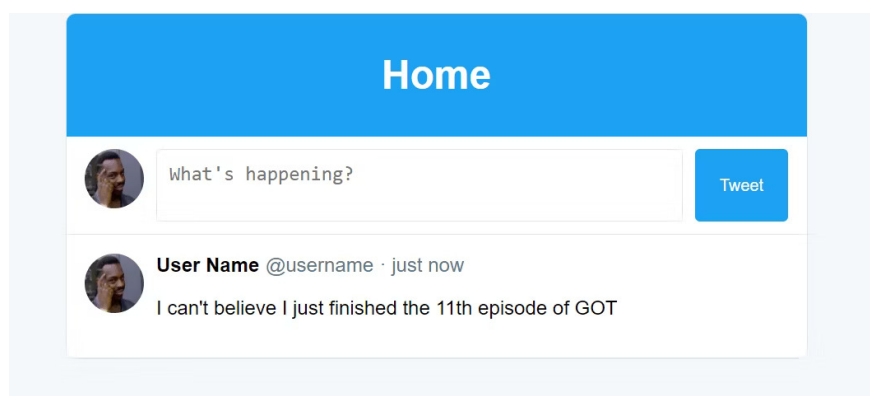 Home
What's happening?
Tweet
User Name @username · just now
I can't believe I just finished the 11th episode of GOT